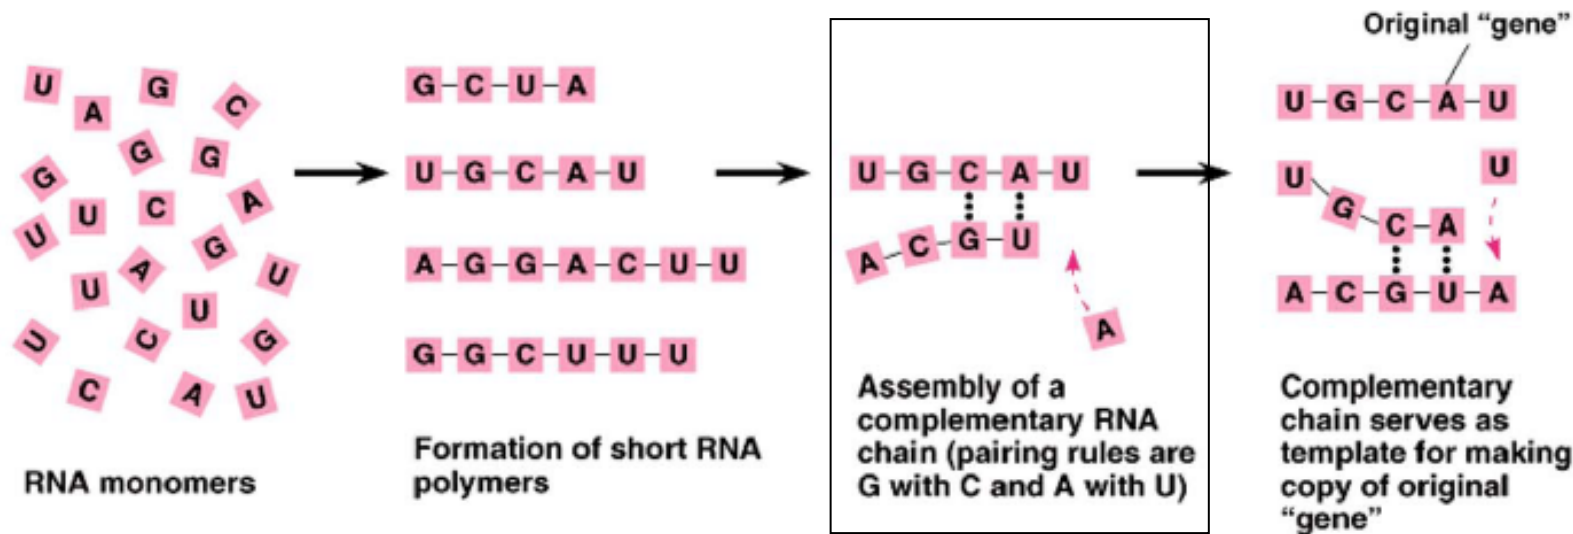 Original “gene”
U
A
G
C
G
G
G
U
U
C
A
A
G
U
U
U
U
C
G
C
A
U
RNA monomers
G-C-U-A
U-G-C-A-U
A-G-G-A-C-U-U
G-G-C-U-U-U
Formation of short RNA
polymers
U-G-C-A-U
A-C-G-U
A
Assembly of a
complementary RNA
chain (pairing rules are
G with C and A with U)
U-G-C-A-U
U
U-G-C-A
A-C-G-U-A
Complementary
chain serves as
template for making
copy of original
“gene”